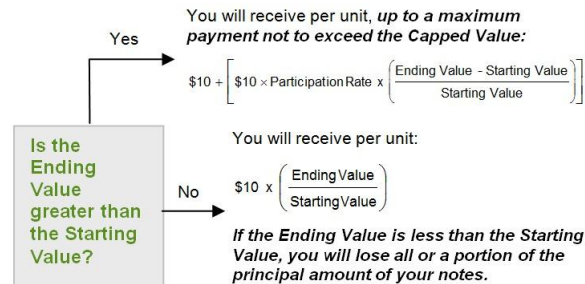 You will receive per unit, up to a maximum
payment not to exceed the Capped Value:
Yes
$10 + [ $10 × Participation Rate x ( Ending Value - Starting Value / Starting Value ) ]
Is the
Ending
Value
greater than
the Starting
Value?
You will receive per unit:
No
$10 x ( Ending Value / Starting Value )
If the Ending Value is less than the Starting
Value, you will lose all or a portion of the
principal amount of your notes.